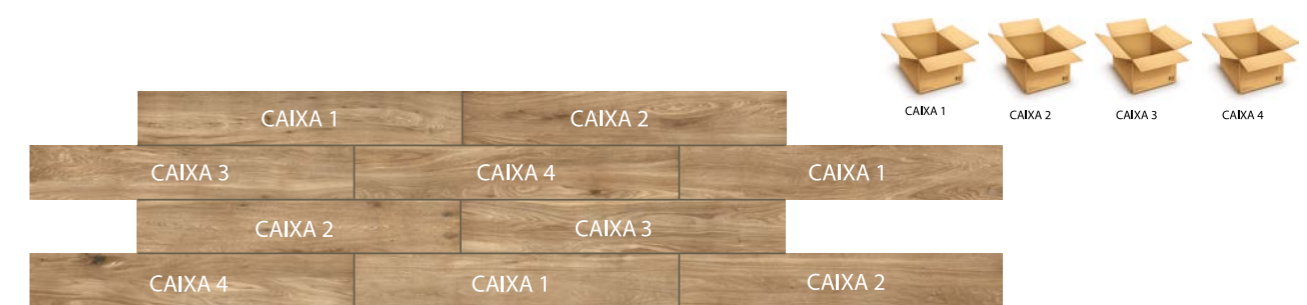 CAIXA 1 CAIXA 2 CAIXA 3 CAIXA 4
CAIXA 1 CAIXA 2
CAIXA 3 CAIXA 4 CAIXA 1
CAIXA 2 CAIXA 3
CAIXA 4 CAIXA 1 CAIXA 2